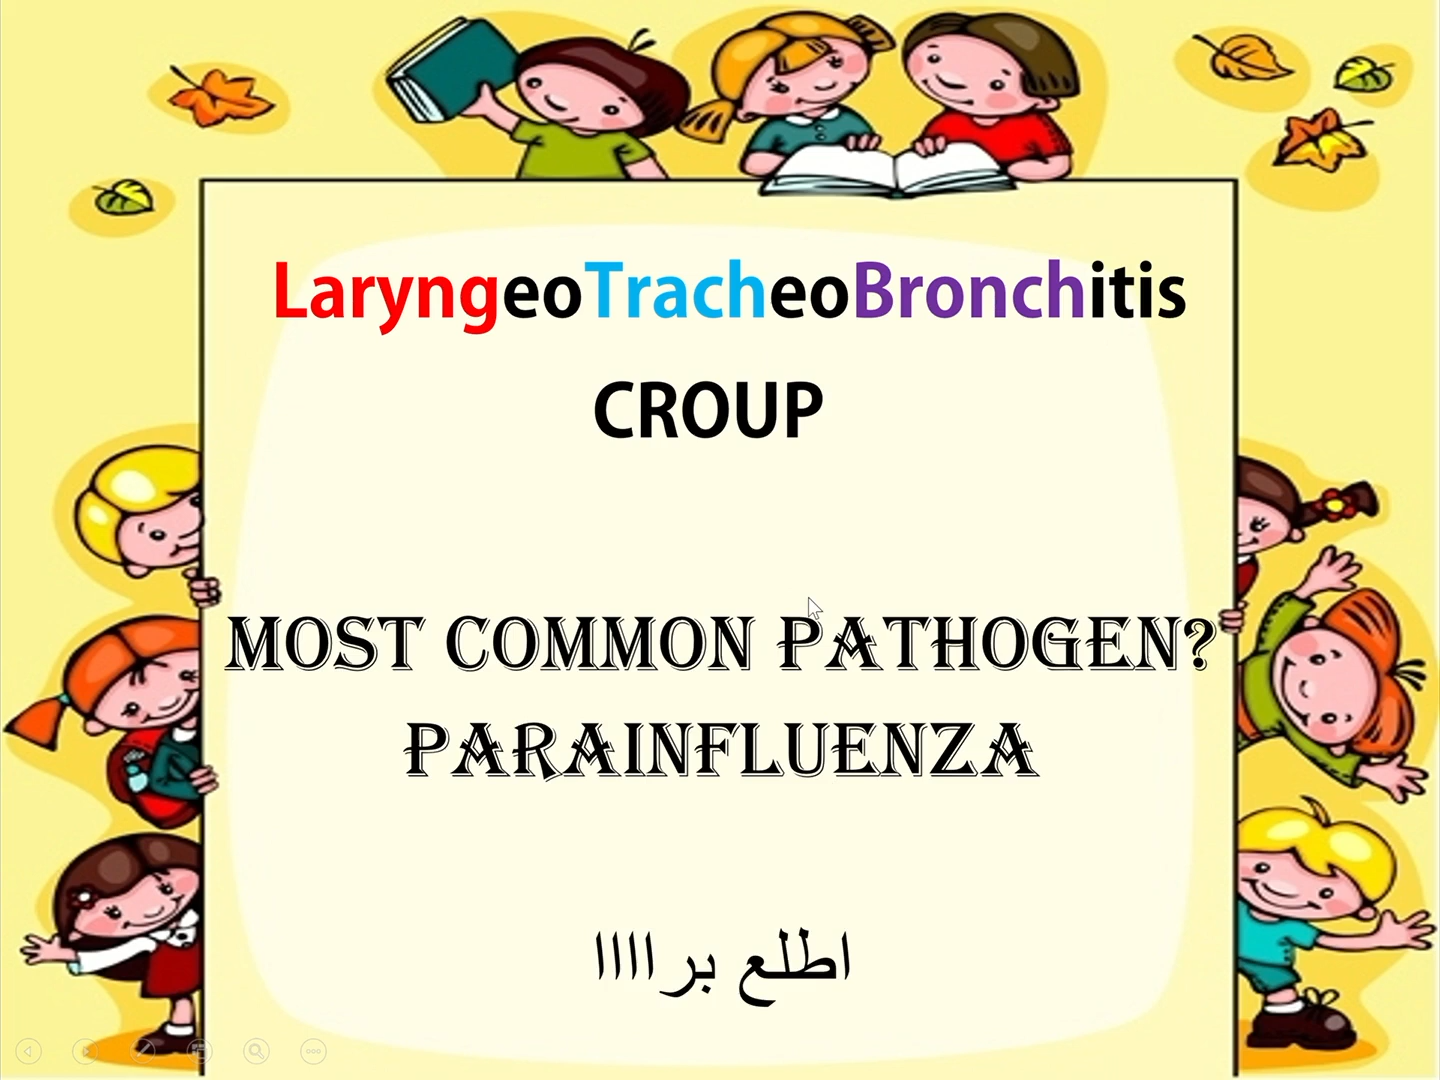 LaryngeoTracheoBronchitis
CROUP
MOST COMMON PATHOGEN?
PARAINFLUENZA
اطلع برااااا